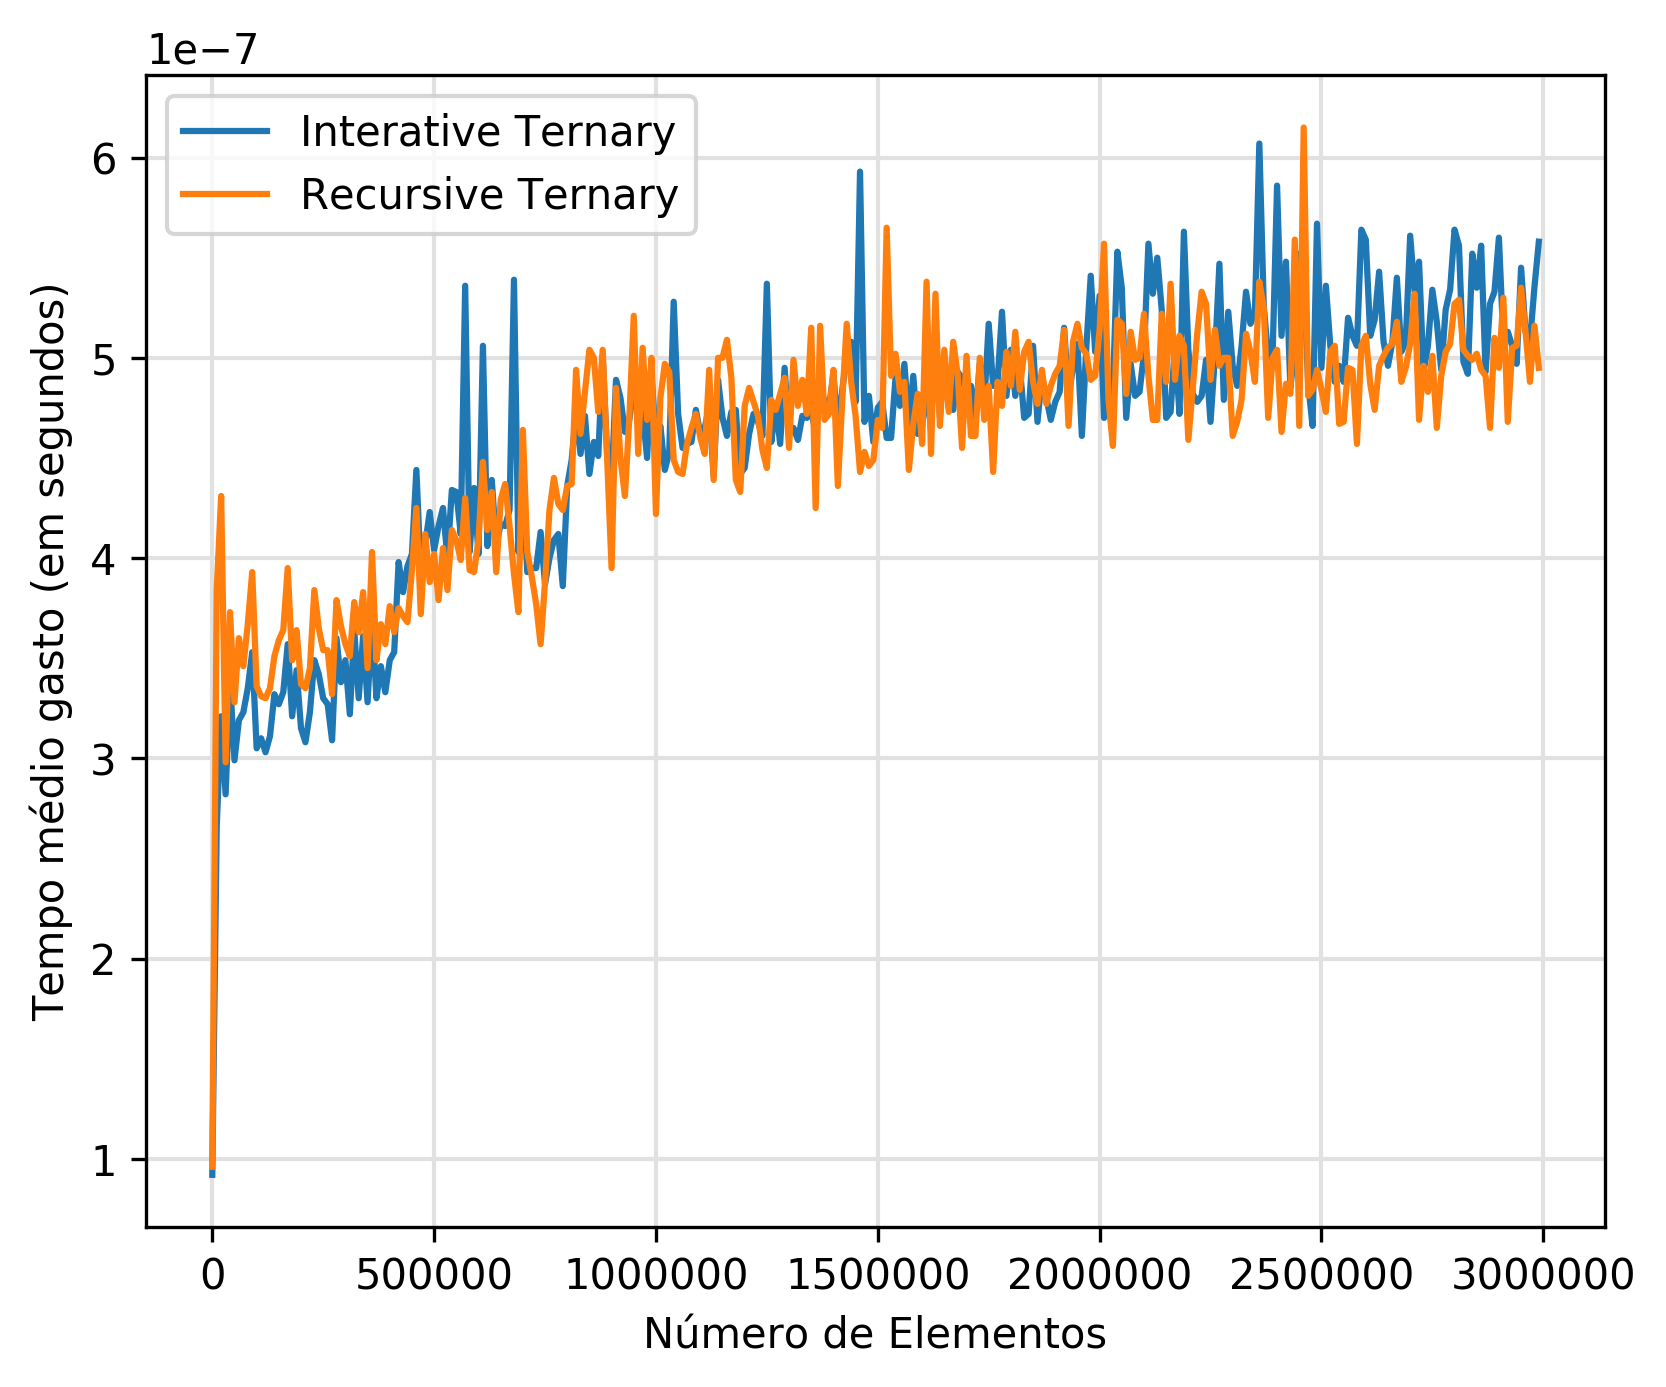 1e−7
Interative Ternary
Recursive Ternary
6
5
4
3
2
1
Tempo médio gasto (em segundos)
0 500000 1000000 1500000 2000000 2500000 3000000
Número de Elementos